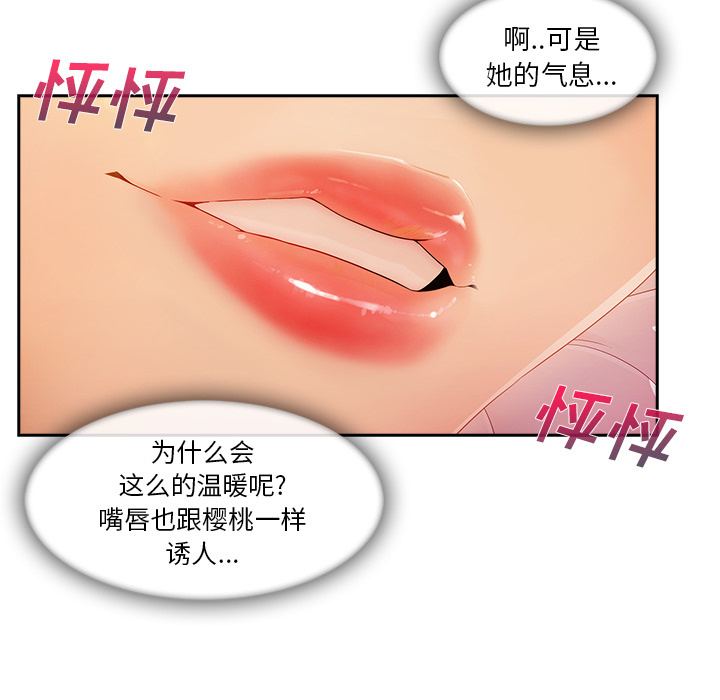 啊..可是
她的气息...
怦怦
怦怦
为什么会
这么的温暖呢?
嘴唇也跟樱桃一样
诱人...